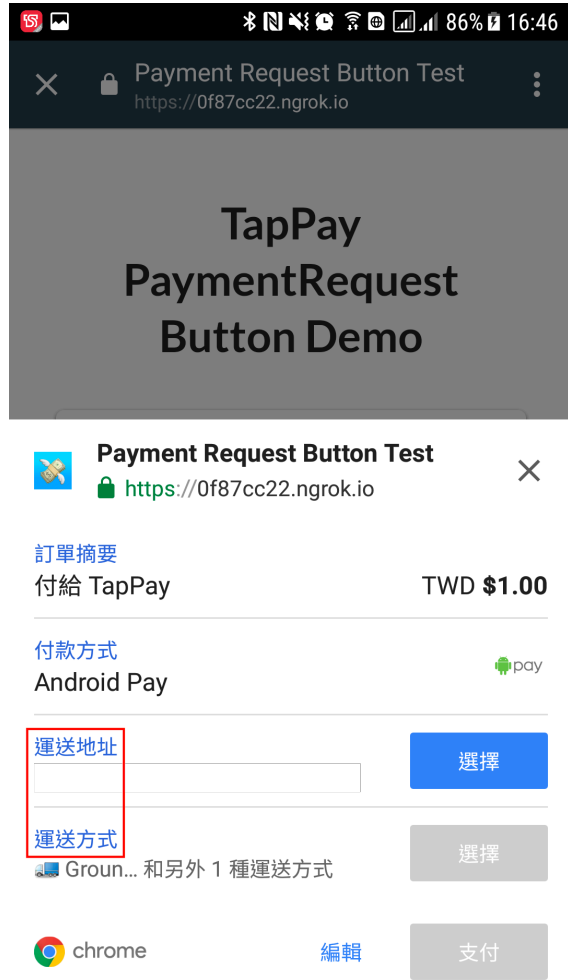 86% 16:46
Payment Request Button Test
https://0f87cc22.ngrok.io
TapPay
PaymentRequest
Button Demo
Payment Request Button Test
https://0f87cc22.ngrok.io
訂單摘要
付給 TapPay TWD $1.00
付款方式
Android Pay
pay
運送地址
選擇
運送方式
Groun... 和另外 1 種運送方式
選擇
chrome 編輯 支付